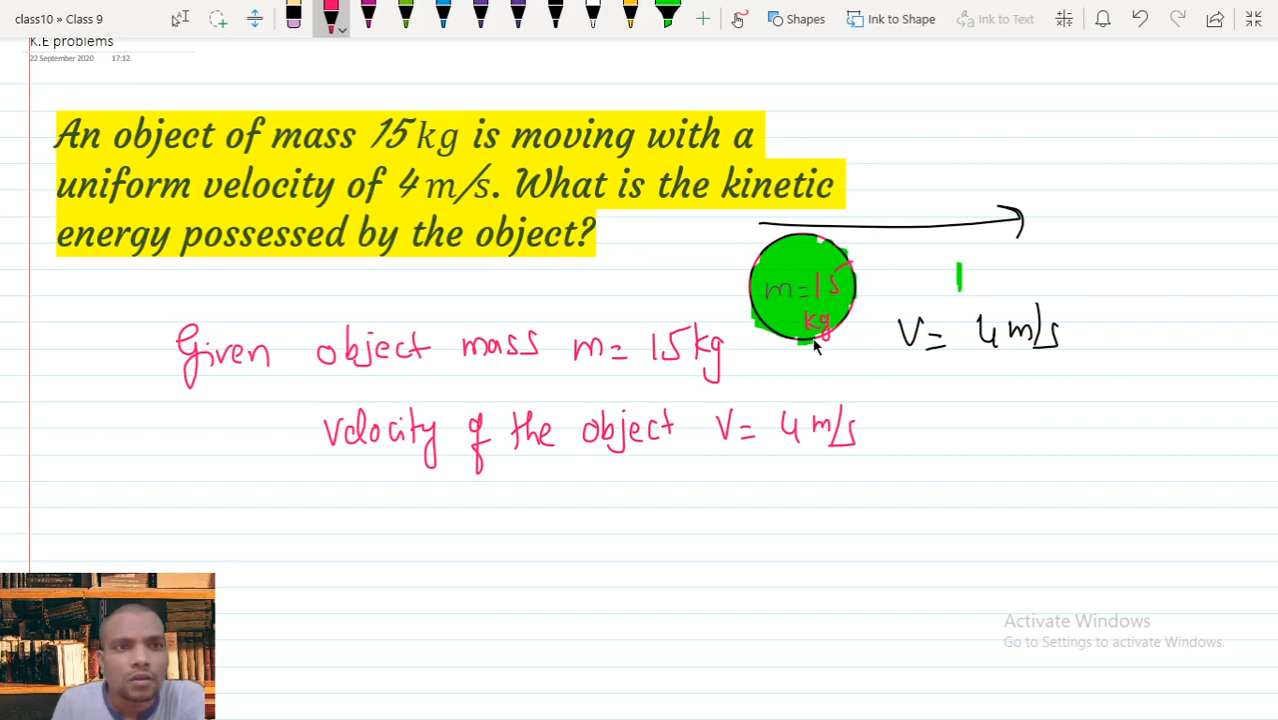 class10 » Class 9
Shapes
Ink to Shape
Ink to Text
K.E problems
22 September 2020 17:12
An object of mass 15 kg is moving with a
uniform velocity of 4 m/s. What is the kinetic
energy possessed by the object?
m=15
kg
V= 4 m/s
Given object mass m= 15 kg
velocity of the object V= 4 m/s
Activate Windows
Go to Settings to activate Windows.